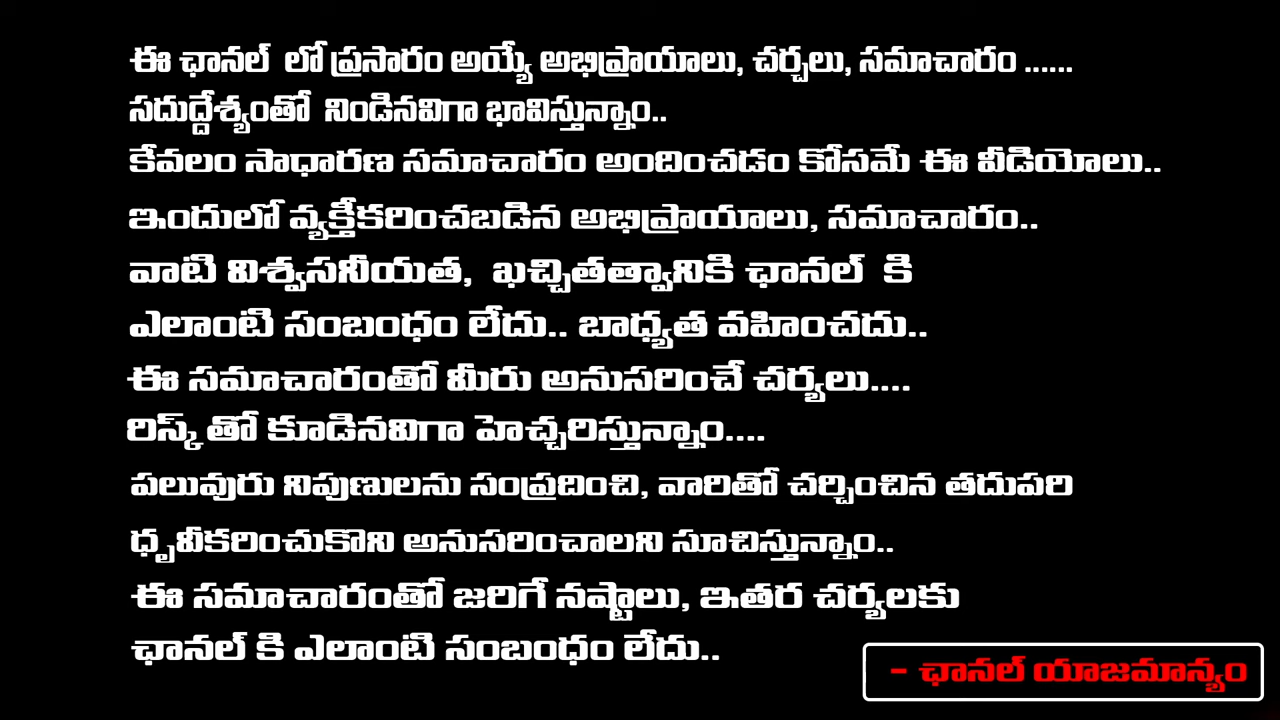 ఈ ఛానల్ లో ప్రసారం అయ్యే అభిప్రాయాలు, చర్చలు, సమాచారం ......
సదుద్దేశ్యంతో నిండినవిగా భావిస్తున్నాం..
కేవలం సాధారణ సమాచారం అందించడం కోసమే ఈ వీడియోలు..
ఇందులో వ్యక్తీకరించబడిన అభిప్రాయాలు, సమాచారం..
వాటి విశ్వసనీయత, ఖచ్చితత్వానికి ఛానల్ కి
ఎలాంటి సంబంధం లేదు.. బాధ్యత వహించదు..
ఈ సమాచారంతో మీరు అనుసరించే చర్యలు....
రిస్క్ తో కూడినవిగా హెచ్చరిస్తున్నాం....
పలువురు నిపుణులను సంప్రదించి, వారితో చర్చించిన తదుపరి
ధృవీకరించుకొని అనుసరించాలని సూచిస్తున్నాం..
ఈ సమాచారంతో జరిగే నష్టాలు, ఇతర చర్యలకు
ఛానల్ కి ఎలాంటి సంబంధం లేదు..
- ఛానల్ యాజమాన్యం